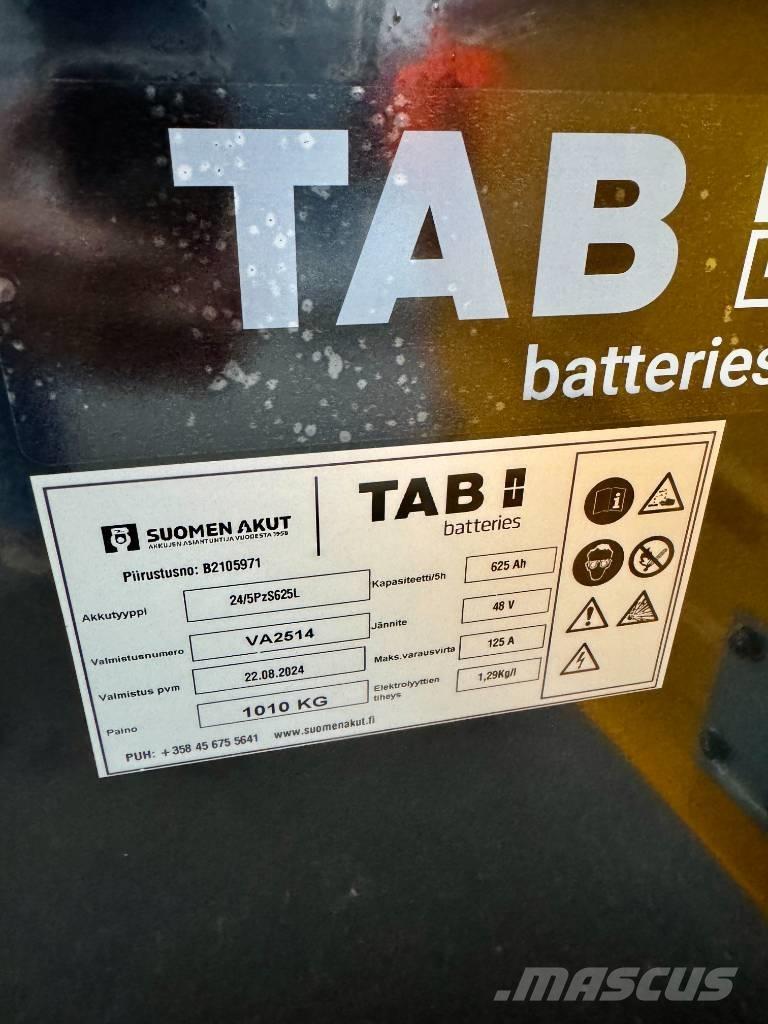 TAB
batteries
SUOMEN AKUT
AKKUJEN ASIANTUNTIJA VUODESTA 1958
TAB
batteries
Piirustusno: B2105971
Akkutyyppi 24/5PzS625L
Kapasiteetti/5h 625 Ah
Valmistusnumero VA2514
Jännite 48 V
Valmistus pvm 22.08.2024
Maks.varausvirta 125 A
Paino 1010 KG
Elektrolyyttien
tiheys 1,29Kg/l
PUH: +358 45 675 5641 www.suomenakut.fi
MASCUS